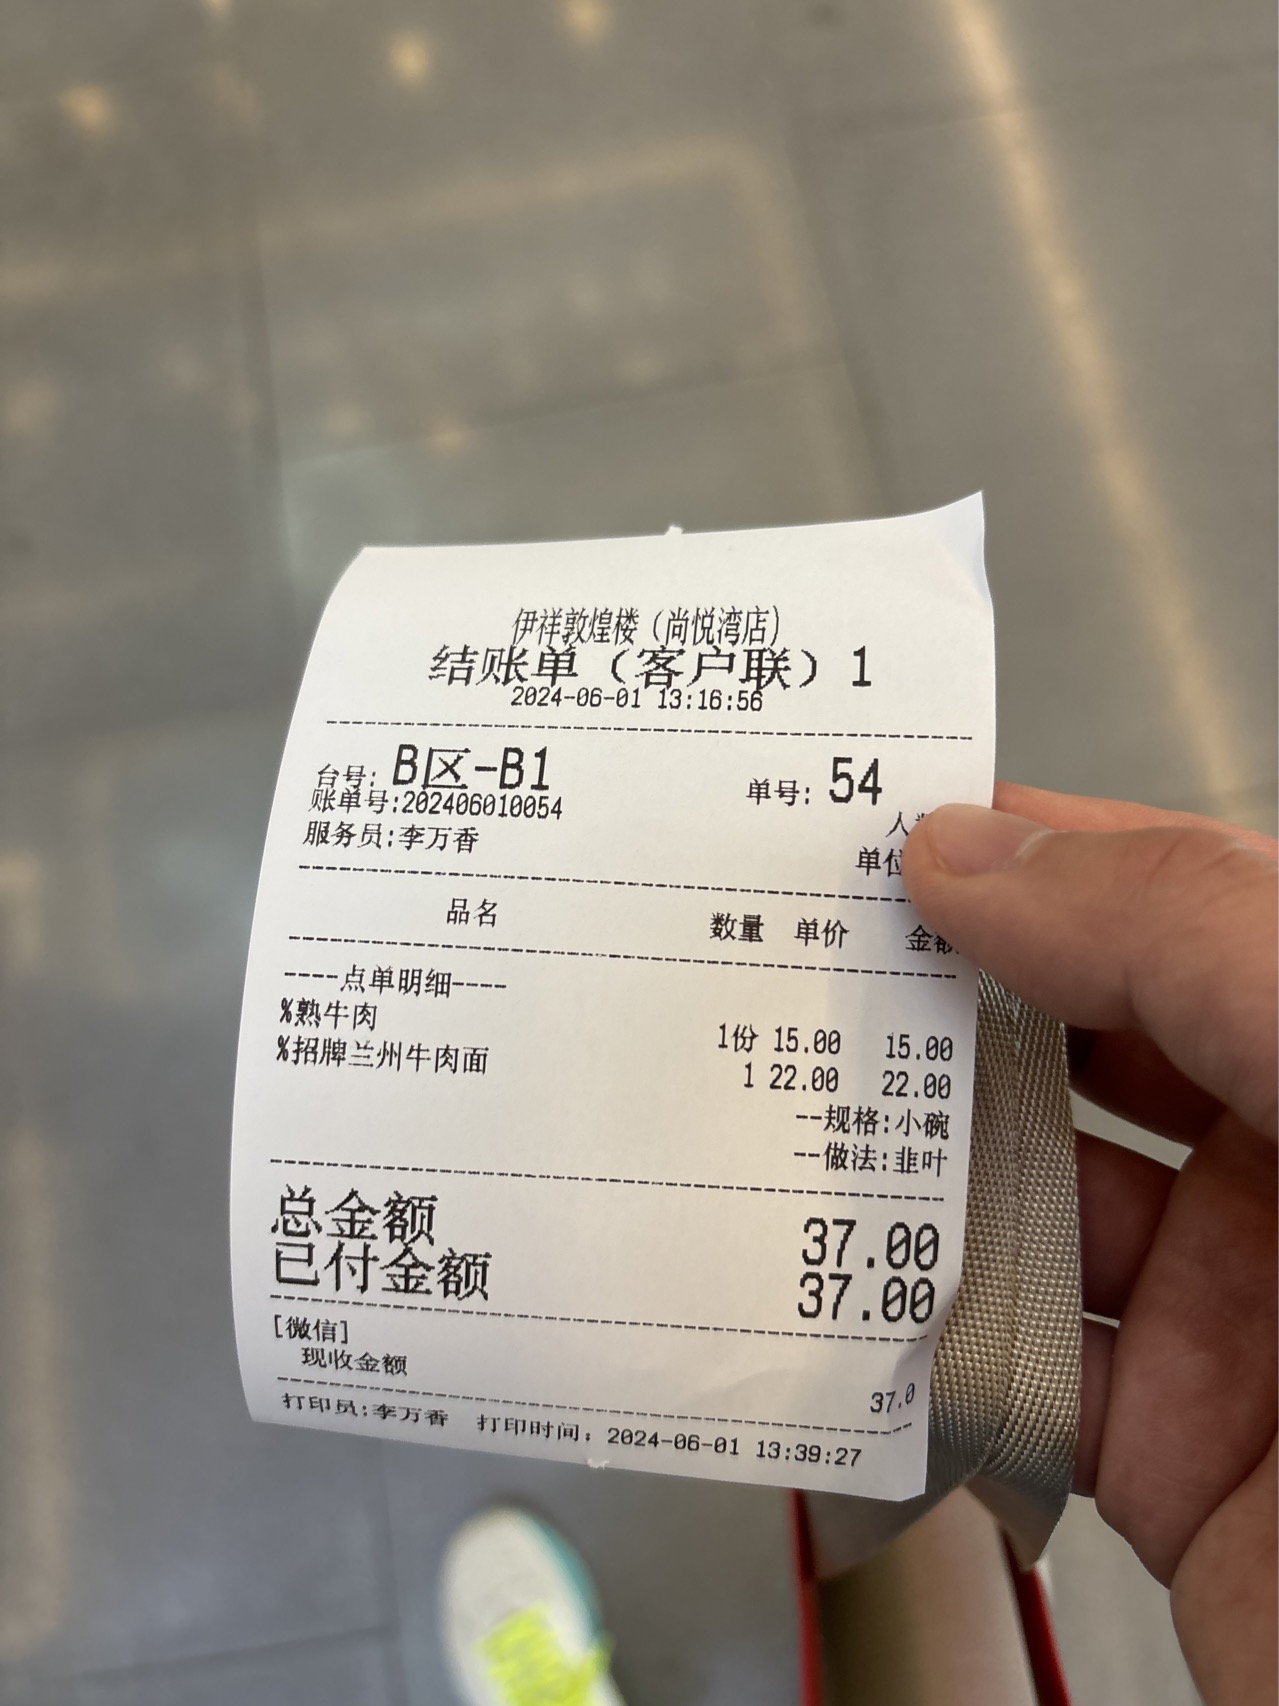 伊祥敦煌楼（尚悦湾店）
结账单（客户联）1
2024-06-01 13:16:56
台号: B区-B1 单号: 54
账单号:202406010054 人
服务员:李万香 单位
品名 数量 单价 金额
----点单明细----
%熟牛肉 1份 15.00 15.00
%招牌兰州牛肉面 1 22.00 22.00
--规格:小碗
--做法:韭叶
总金额 37.00
已付金额 37.00
[微信]
现收金额 37.0
打印员:李万香 打印时间: 2024-06-01 13:39:27